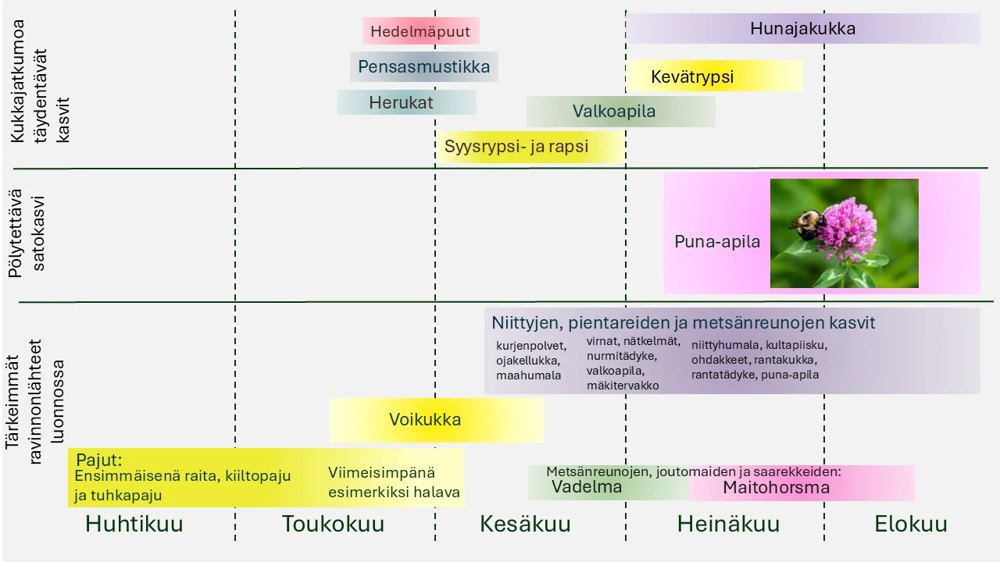 Kukkajatkumoa
täydentävät
kasvit
Hedelmäpuut
Pensasmustikka
Herukat
Syysrypsi- ja rapsi
Valkoapila
Kevätrypsi
Hunajakukka
Pölytettävä
satokasvi
Puna-apila
Tärkeimmät
ravinnonlähteet
luonnossa
Niittyjen, pientareiden ja metsänreunojen kasvit
kurjenpolvet,
ojakellukka,
maahumala
virnat, nätkelmät,
nurmitädyke,
valkoapila,
mäkitervakko
niittyhumala, kultapiisku,
ohdakkeet, rantakukka,
rantatädyke, puna-apila
Voikukka
Pajut:
Ensimmäisenä raita, kiiltopaju
ja tuhkapaju
Viimeisimpänä
esimerkiksi halava
Metsänreunojen, joutomaiden ja saarekkeiden:
Vadelma
Maitohorsma
Huhtikuu
Toukokuu
Kesäkuu
Heinäkuu
Elokuu